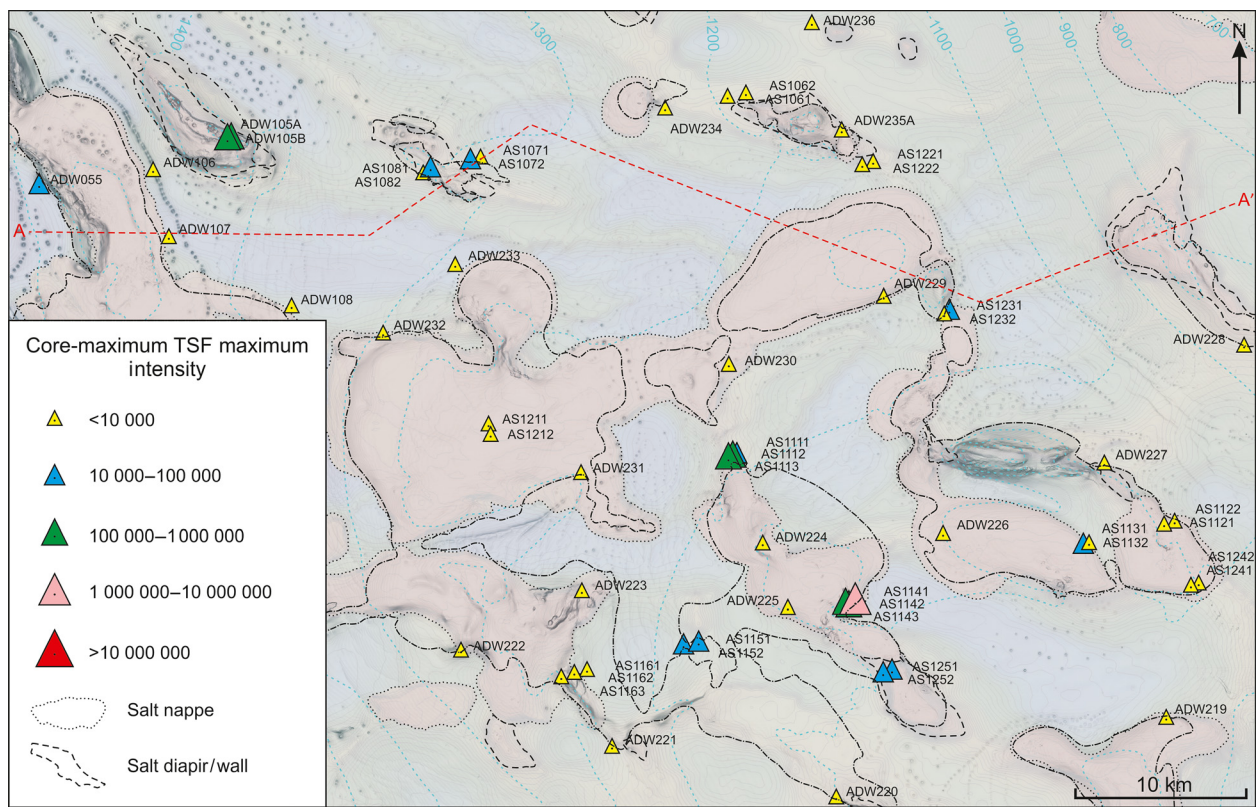 1400
1300
1200
1100
1000
900
800
750
N
ADW236
AS1062
AS1061
ADW105A
ADW105B
ADW234
ADW235A
ADW106
AS1071
AS1072
AS1081
AS1082
AS1221
AS1222
ADW055
A
A'
ADW107
ADW233
ADW229
ADW108
AS1231
AS1232
ADW232
ADW228
ADW230
AS1211
AS1212
AS1111
AS1112
AS1113
ADW231
ADW227
AS1122
AS1121
ADW226
AS1131
AS1132
ADW224
AS1242
AS1241
ADW223
AS1141
AS1142
AS1143
ADW225
AS1151
AS1152
ADW222
AS1161
AS1162
AS1163
AS1251
AS1252
ADW219
ADW221
ADW220
10 km
Core-maximum TSF maximum
intensity
<10 000
10 000–100 000
100 000–1000 000
1 000 000–10 000 000
>10 000 000
Salt nappe
Salt diapir/wall